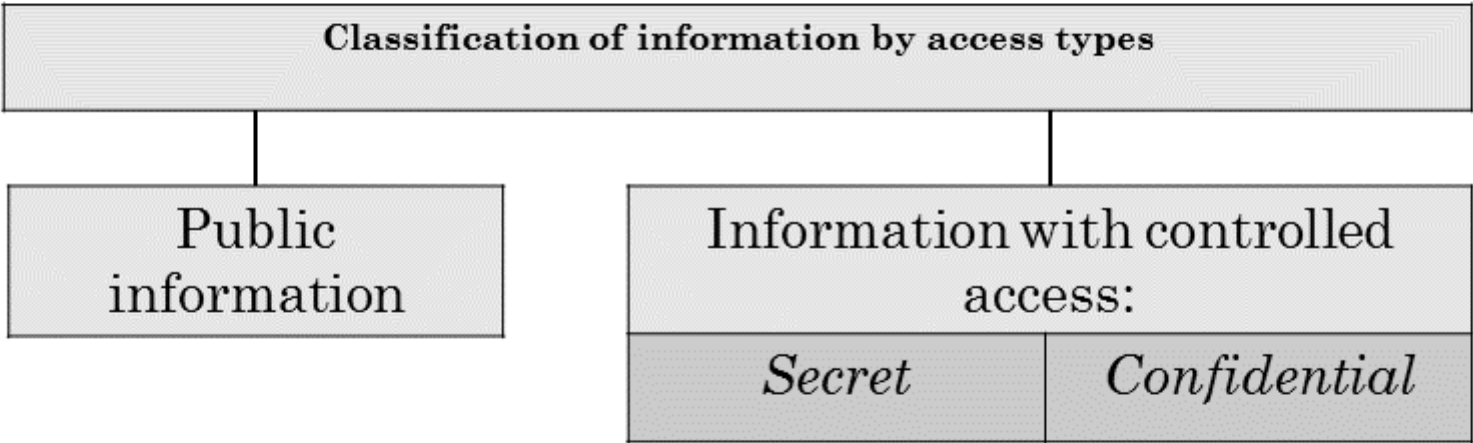 Classification of information by access types
Public
information
Information with controlled
access:
Secret
Confidential